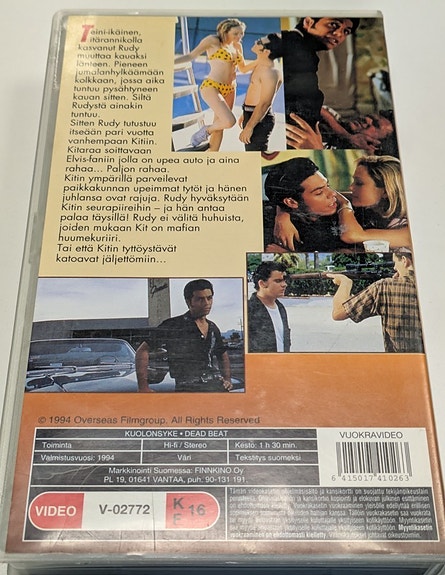 Teini-ikäinen,
itärannikolla
kasvanut Rudy
muuttaa kauaksi
länteen. Pieneen
jumalanhylkäämään
kolkkaan, jossa aika
tuntuu pysähtyneen
kauan sitten. Siltä
Rudystä ainakin
tuntuu.
Sitten Rudy tutustuu
itseään pari vuotta
vanhempaan Kitiin.
Kitaraa soittavaan
Elvis-faniin jolla on upea auto ja aina
rahaa... Paljon rahaa.
Kitin ympärillä parveilevat
paikkakunnan upeimmat tytöt ja hänen
juhlansa ovat rajuja. Rudy hyväksytään
Kitin seurapiireihin – ja hän antaa
palaa täysillä! Rudy ei välitä huhuista,
joiden mukaan Kit on mafian
huumekuriiri.
Tai että Kitin tyttöystävät
katoavat jäljettömiin...
© 1994 Overseas Filmgroup. All Rights Reserved
KUOLONSYKE • DEAD BEAT
Toiminta Hi-fi / Stereo Kesto: 1 h 30 min.
Valmistusvuosi: 1994 Väri Tekstitys suomeksi
Markkinointi Suomessa: FINNKINO Oy
PL 19, 01641 VANTAA, puh. 90-131 191
VUOKRAVIDEO
6 415017 410263
VIDEO V-02772 K F 16
Tämän videokasetin